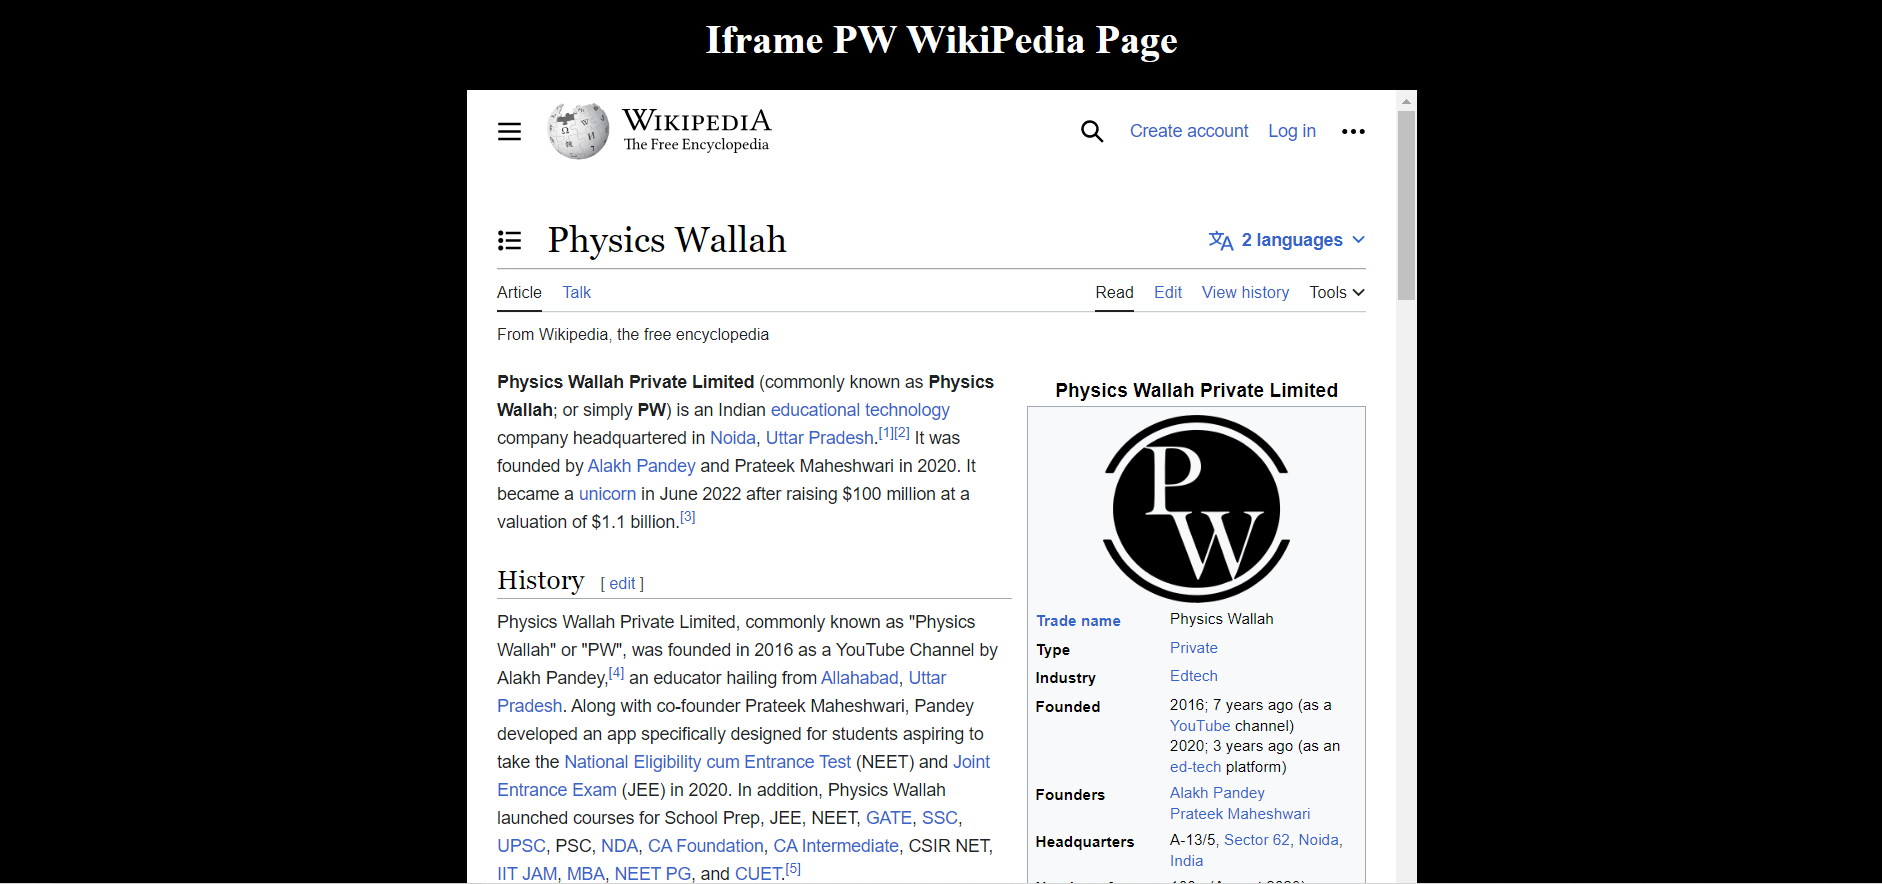 Iframe PW WikiPedia Page
WIKIPEDIA
The Free Encyclopedia
Create account Log in
Physics Wallah
2 languages
Article Talk
Read Edit View history Tools
From Wikipedia, the free encyclopedia
Physics Wallah Private Limited (commonly known as Physics
Wallah; or simply PW) is an Indian educational technology
company headquartered in Noida, Uttar Pradesh.[1][2] It was
founded by Alakh Pandey and Prateek Maheshwari in 2020. It
became a unicorn in June 2022 after raising $100 million at a
valuation of $1.1 billion.[3]
History [ edit ]
Physics Wallah Private Limited, commonly known as "Physics
Wallah" or "PW", was founded in 2016 as a YouTube Channel by
Alakh Pandey,[4] an educator hailing from Allahabad, Uttar
Pradesh. Along with co-founder Prateek Maheshwari, Pandey
developed an app specifically designed for students aspiring to
take the National Eligibility cum Entrance Test (NEET) and Joint
Entrance Exam (JEE) in 2020. In addition, Physics Wallah
launched courses for School Prep, JEE, NEET, GATE, SSC,
UPSC, PSC, NDA, CA Foundation, CA Intermediate, CSIR NET,
IIT JAM, MBA, NEET PG, and CUET.[5]
Physics Wallah Private Limited
PW
Trade name Physics Wallah
Type Private
Industry Edtech
Founded 2016; 7 years ago (as a
YouTube channel)
2020; 3 years ago (as an
ed-tech platform)
Founders Alakh Pandey
Prateek Maheshwari
Headquarters A-13/5, Sector 62, Noida,
India